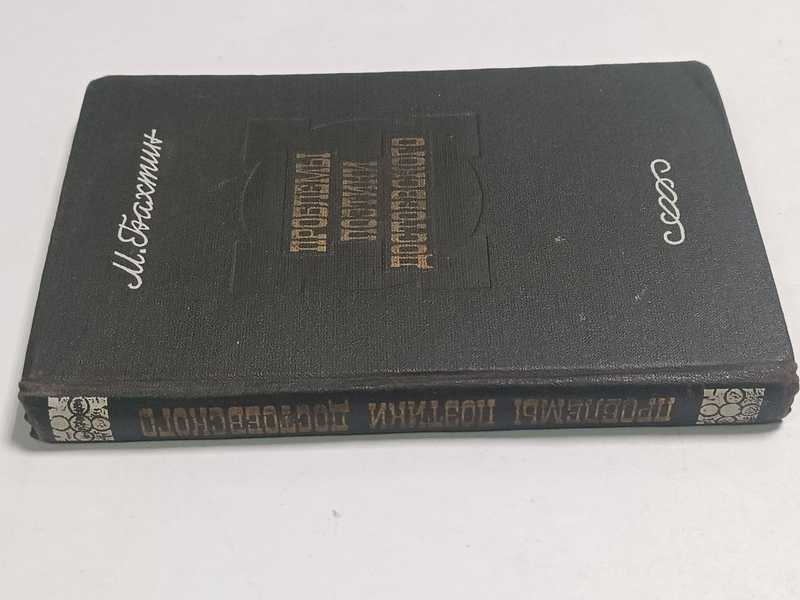 М. Бахтин
ПРОБЛЕМЫ
ПОЭТИКИ
ДОСТОЕВСКОГО
ПРОБЛЕМЫ ПОЭТИКИ ДОСТОЕВСКОГО